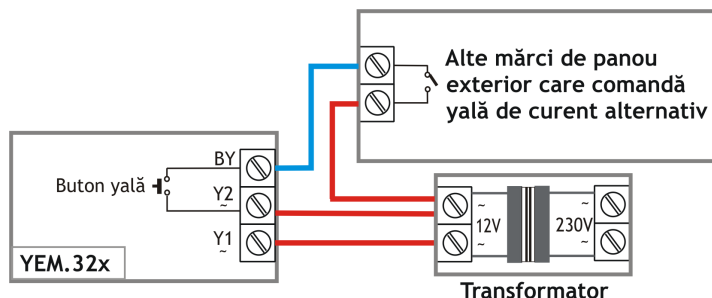 Alte mărci de panou
exterior care comandă
yală de curent alternativ
BY
Buton yală
Y2
~
Y1
~
YEM.32x
~
12V
~
~
230V
~
Transformator